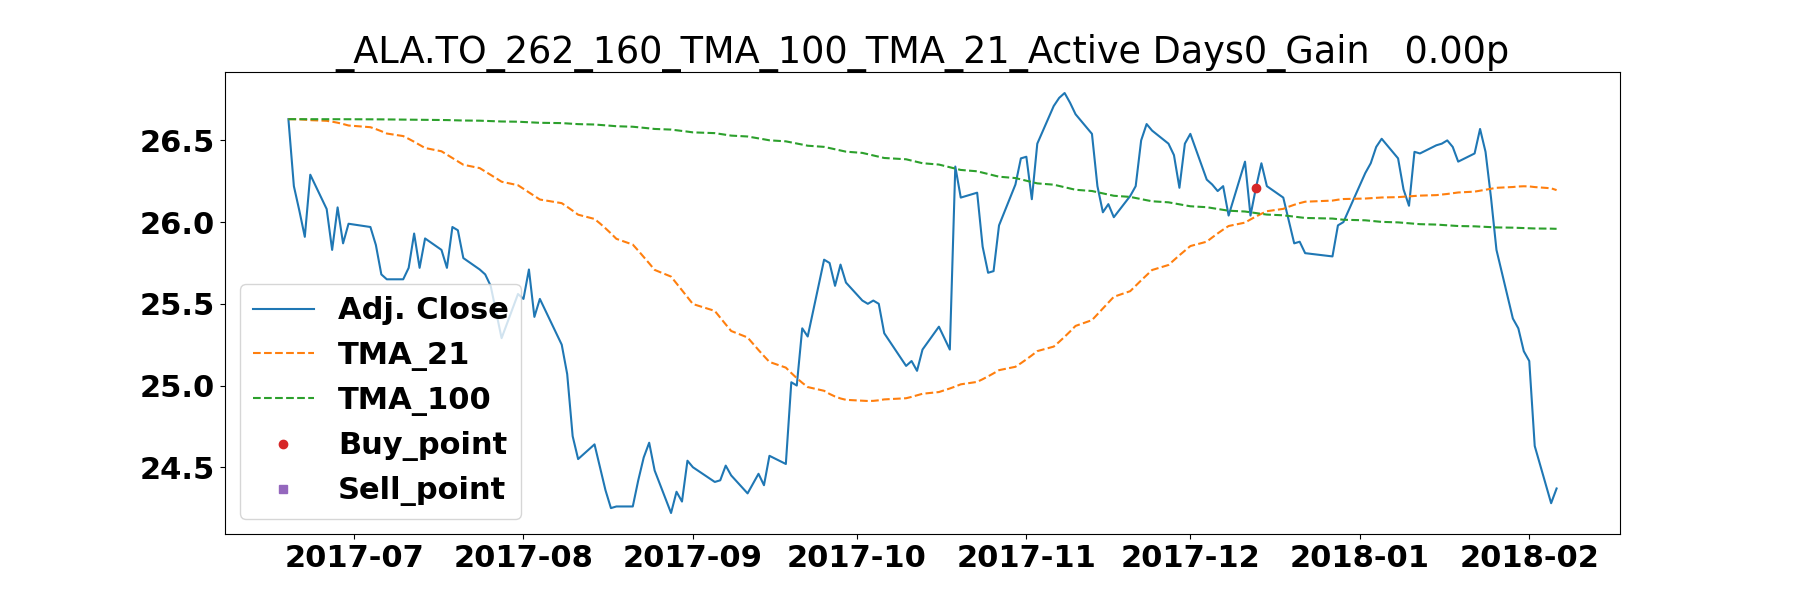 _ALA.TO_262_160_TMA_100_TMA_21_Active Days0_Gain   0.00p
26.5
26.0
25.5
25.0
24.5
Adj. Close
TMA_21
TMA_100
Buy_point
Sell_point
2017-07 2017-08 2017-09 2017-10 2017-11 2017-12 2018-01 2018-02